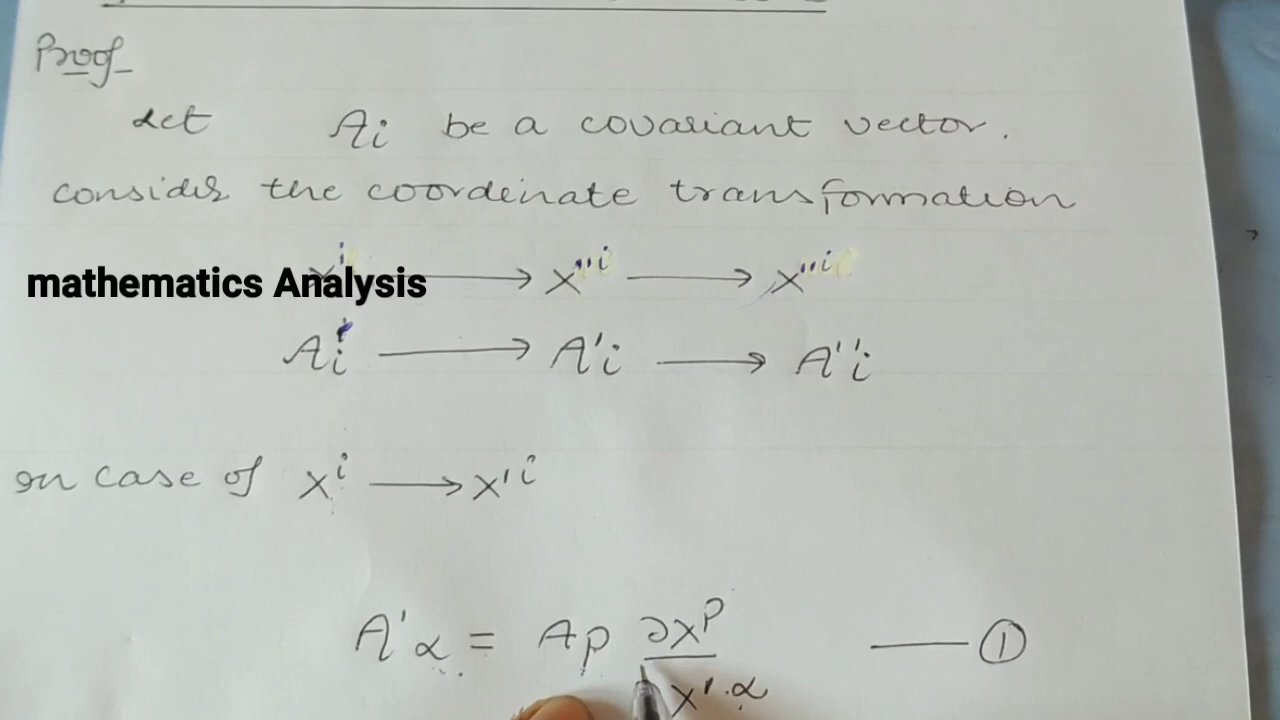 Proof
Let Ai be a covariant vector.
consider the coordinate transformation
x^i → x''^i → x''^i
mathematics Analysis
Ai → A'i → A''i
In case of x^i → x'^i
A'α = Ap ∂x^p / x'^α —— ①